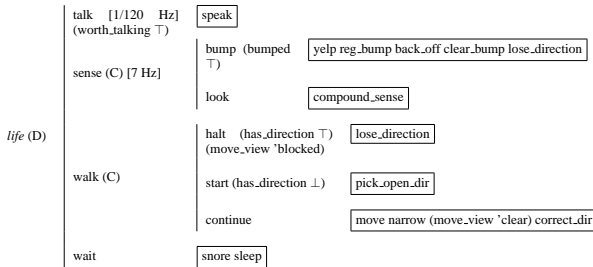 talk [1/120 Hz] speak
(worth_talking ⊤)
bump (bumped yelp reg_bump back_off clear_bump lose_direction
⊤)
sense (C) [7 Hz]
look compound_sense
life (D)
halt (has_direction ⊤) lose_direction
(move_view 'blocked)
walk (C)
start (has_direction ⊥) pick_open_dir
continue move narrow (move_view 'clear) correct_dir
wait snore sleep